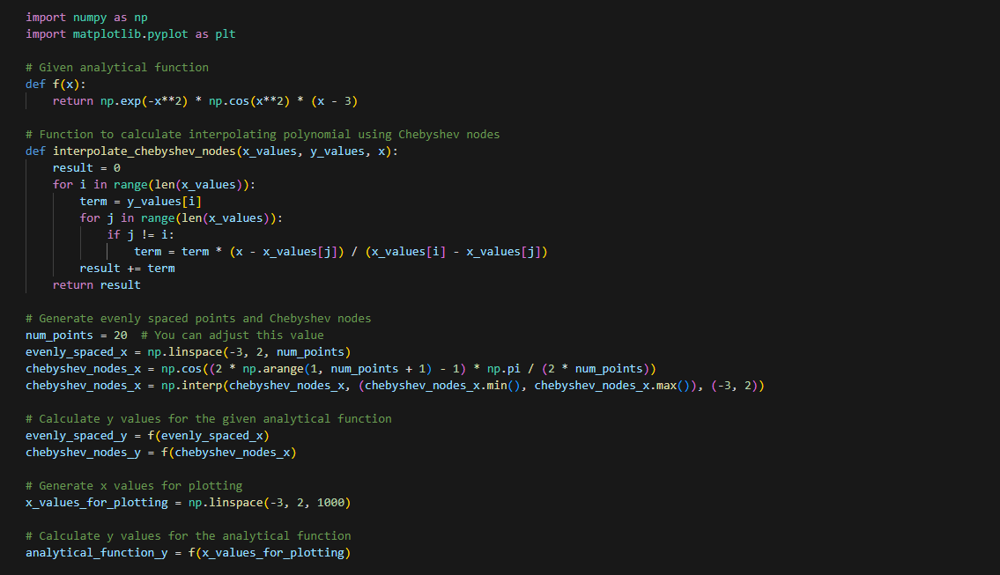 import numpy as np
import matplotlib.pyplot as plt

# Given analytical function
def f(x):
    return np.exp(-x**2) * np.cos(x**2) * (x - 3)

# Function to calculate interpolating polynomial using Chebyshev nodes
def interpolate_chebyshev_nodes(x_values, y_values, x):
    result = 0
    for i in range(len(x_values)):
        term = y_values[i]
        for j in range(len(x_values)):
            if j != i:
                term = term * (x - x_values[j]) / (x_values[i] - x_values[j])
        result += term
    return result

# Generate evenly spaced points and Chebyshev nodes
num_points = 20  # You can adjust this value
evenly_spaced_x = np.linspace(-3, 2, num_points)
chebyshev_nodes_x = np.cos((2 * np.arange(1, num_points + 1) - 1) * np.pi / (2 * num_points))
chebyshev_nodes_x = np.interp(chebyshev_nodes_x, (chebyshev_nodes_x.min(), chebyshev_nodes_x.max()), (-3, 2))

# Calculate y values for the given analytical function
evenly_spaced_y = f(evenly_spaced_x)
chebyshev_nodes_y = f(chebyshev_nodes_x)

# Generate x values for plotting
x_values_for_plotting = np.linspace(-3, 2, 1000)

# Calculate y values for the analytical function
analytical_function_y = f(x_values_for_plotting)